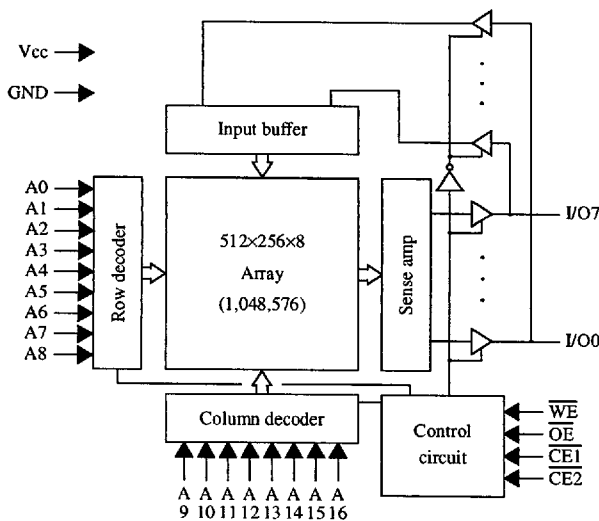 Vcc
GND
Input buffer
A0
A1
A2
A3
A4
A5
A6
A7
A8
Row decoder
512×256×8
Array
(1,048,576)
Sense amp
I/O7
I/O0
Column decoder
Control
circuit
WE
OE
CE1
CE2
A A A A A A A A
9 10 11 12 13 14 15 16